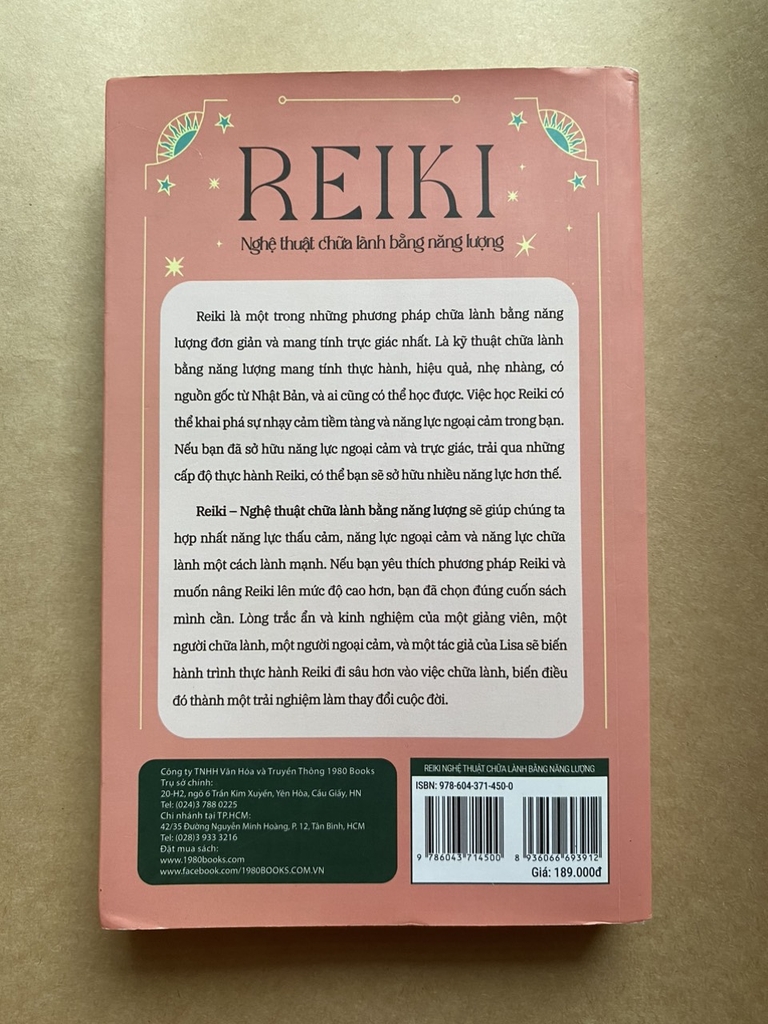 REIKI
Nghệ thuật chữa lành bằng năng lượng
Reiki là một trong những phương pháp chữa lành bằng năng
lượng đơn giản và mang tính trực giác nhất. Là kỹ thuật chữa lành
bằng năng lượng mang tính thực hành, hiệu quả, nhẹ nhàng, có
nguồn gốc từ Nhật Bản, và ai cũng có thể học được. Việc học Reiki có
thể khai phá sự nhạy cảm tiềm tàng và năng lực ngoại cảm trong bạn.
Nếu bạn đã sở hữu năng lực ngoại cảm và trực giác, trải qua những
cấp độ thực hành Reiki, có thể bạn sẽ sở hữu nhiều năng lực hơn thế.
Reiki – Nghệ thuật chữa lành bằng năng lượng sẽ giúp chúng ta
hợp nhất năng lực thấu cảm, năng lực ngoại cảm và năng lực chữa
lành một cách lành mạnh. Nếu bạn yêu thích phương pháp Reiki và
muốn nâng Reiki lên mức độ cao hơn, bạn đã chọn đúng cuốn sách
mình cần. Lòng trắc ẩn và kinh nghiệm của một giảng viên, một
người chữa lành, một người ngoại cảm, và một tác giả của Lisa sẽ biến
hành trình thực hành Reiki đi sâu hơn vào việc chữa lành, biến điều
đó thành một trải nghiệm làm thay đổi cuộc đời.
Công ty TNHH Văn Hóa và Truyền Thông 1980 Books
Trụ sở chính:
20-H2, ngõ 6 Trần Kim Xuyến, Yên Hòa, Cầu Giấy, HN
Tel: (024)3 788 0225
Chi nhánh tại TP.HCM:
42/35 Đường Nguyễn Minh Hoàng, P. 12, Tân Bình, HCM
Tel: (028)3 933 3216
Đặt mua sách:
www.1980books.com
www.facebook.com/1980BOOKS.COM.VN
REIKI NGHỆ THUẬT CHỮA LÀNH BẰNG NĂNG LƯỢNG
ISBN: 978-604-371-450-0
9 786043 714500 8 936066 693912
Giá: 189.000đ